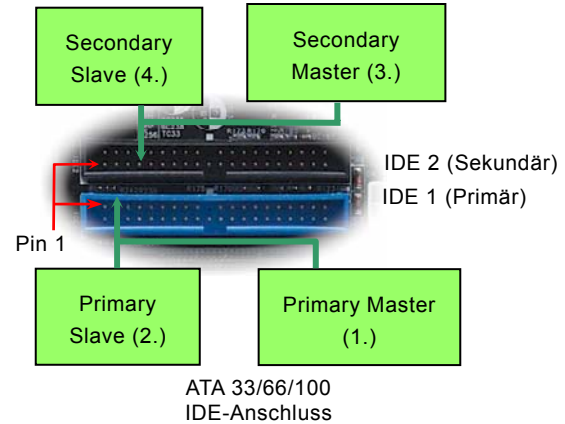 Secondary
Slave (4.)
Secondary
Master (3.)
IDE 2 (Sekundär)
IDE 1 (Primär)
Pin 1
Primary
Slave (2.)
Primary Master
(1.)
ATA 33/66/100
IDE-Anschluss